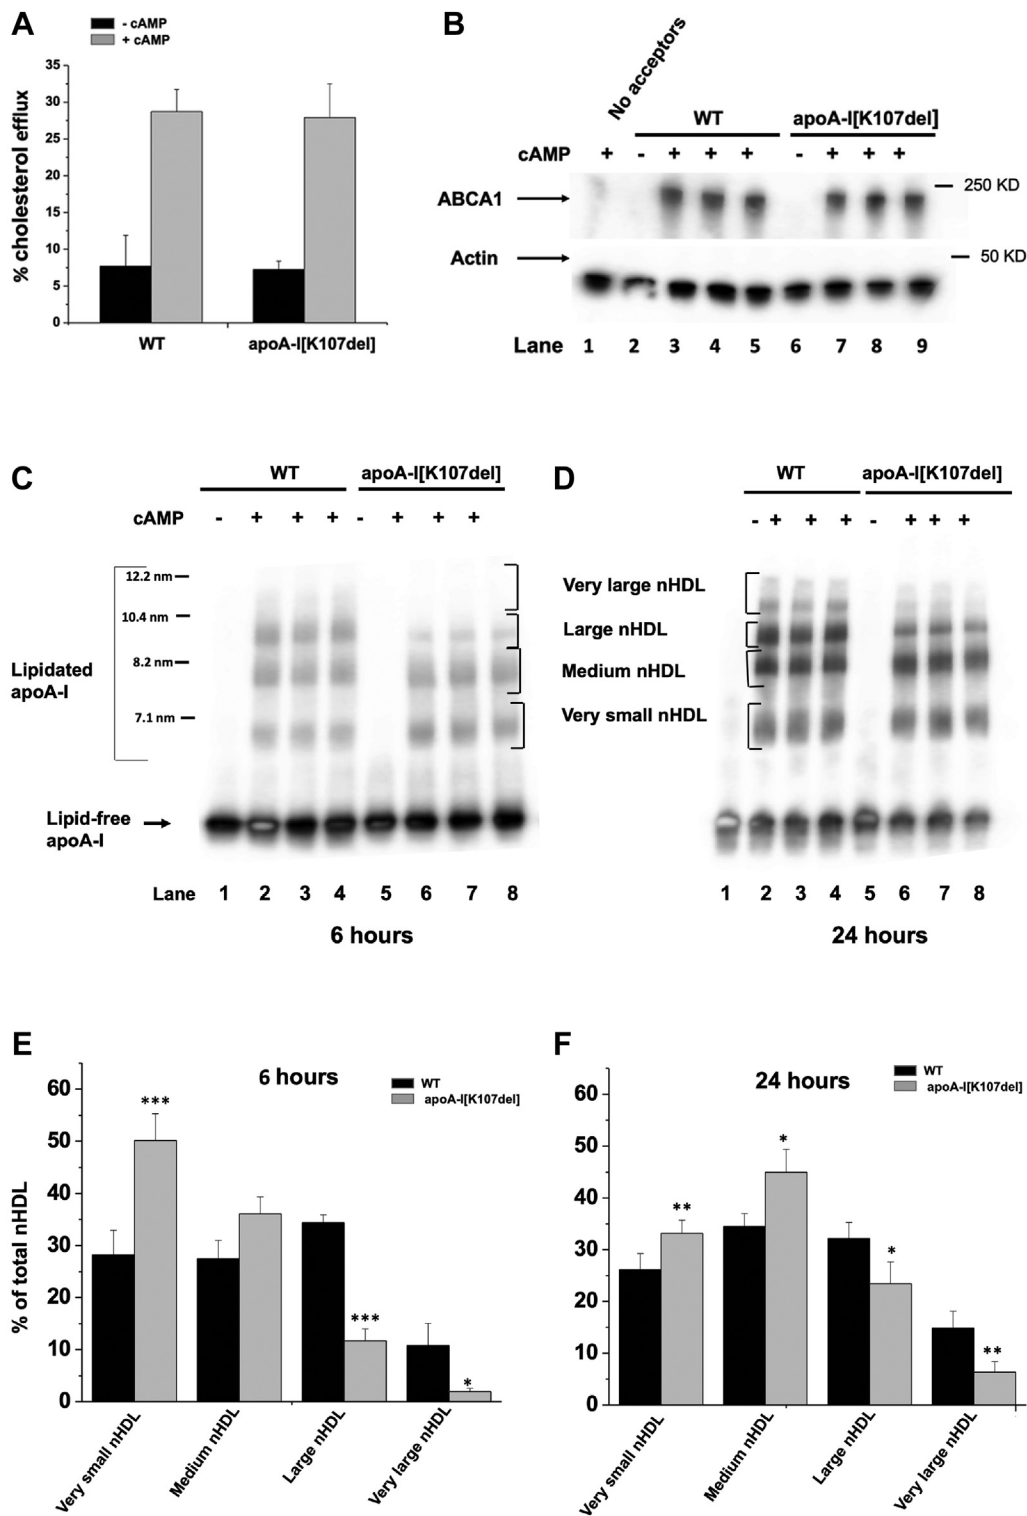 A
- cAMP
+ cAMP
% cholesterol efflux
35
30
25
20
15
10
5
0
WT
apoA-I[K107del]
B
No acceptors
WT
apoA-I[K107del]
cAMP + - + + + - + + +
ABCA1
250 KD
Actin
50 KD
Lane 1 2 3 4 5 6 7 8 9
C
WT
apoA-I[K107del]
cAMP - + + + - + + +
12.2 nm
10.4 nm
8.2 nm
7.1 nm
Lipidated
apoA-I
Lipid-free
apoA-I
Lane 1 2 3 4 5 6 7 8
6 hours
D
WT
apoA-I[K107del]
- + + + - + + +
Very large nHDL
Large nHDL
Medium nHDL
Very small nHDL
1 2 3 4 5 6 7 8
24 hours
E
6 hours
WT
apoA-I[K107del]
% of total nHDL
60
50
40
30
20
10
0
***
***
*
Very small nHDL
Medium nHDL
Large nHDL
Very large nHDL
F
24 hours
WT
apoA-I[K107del]
60
50
40
30
20
10
0
**
*
*
**
Very small nHDL
Medium nHDL
Large nHDL
Very large nHDL